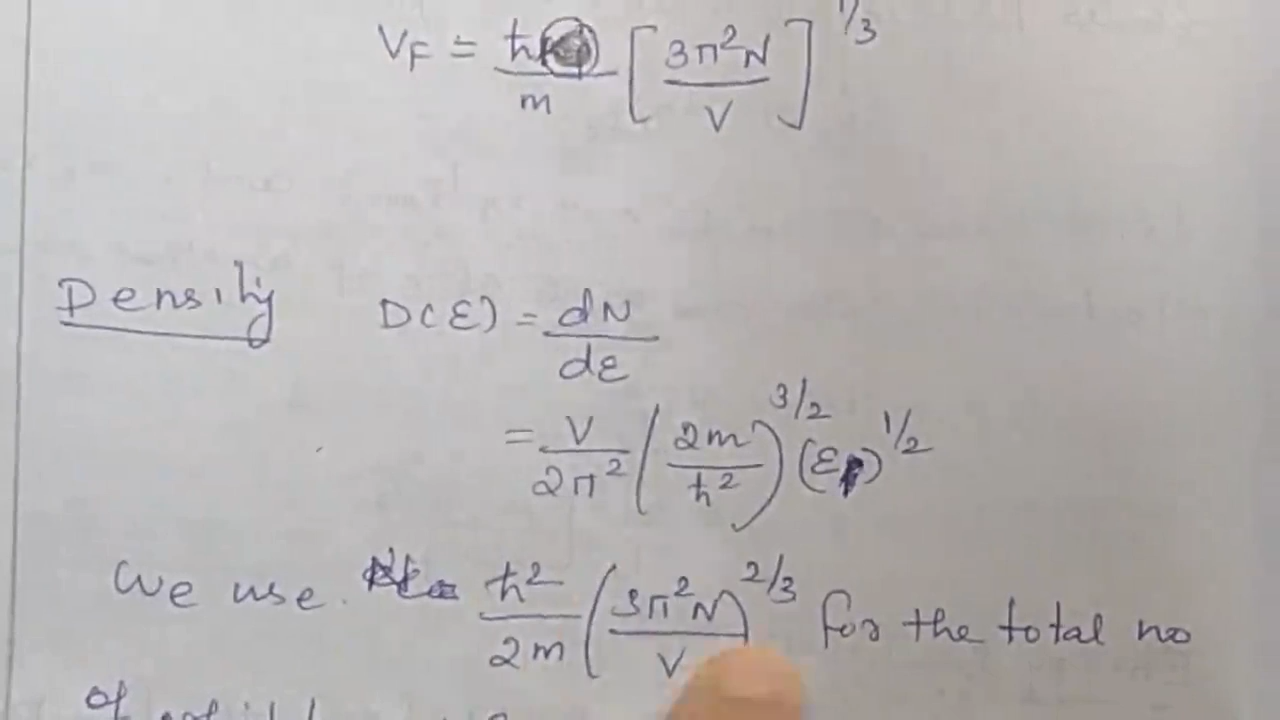 V_F = ħ/m [3π²N/V]^1/3
Density D(ε) = dN/dε
= V/2π² (2m/ħ²)^3/2 (ε)^1/2
We use ħ²/2m (3π²N/V)^2/3 for the total no
of